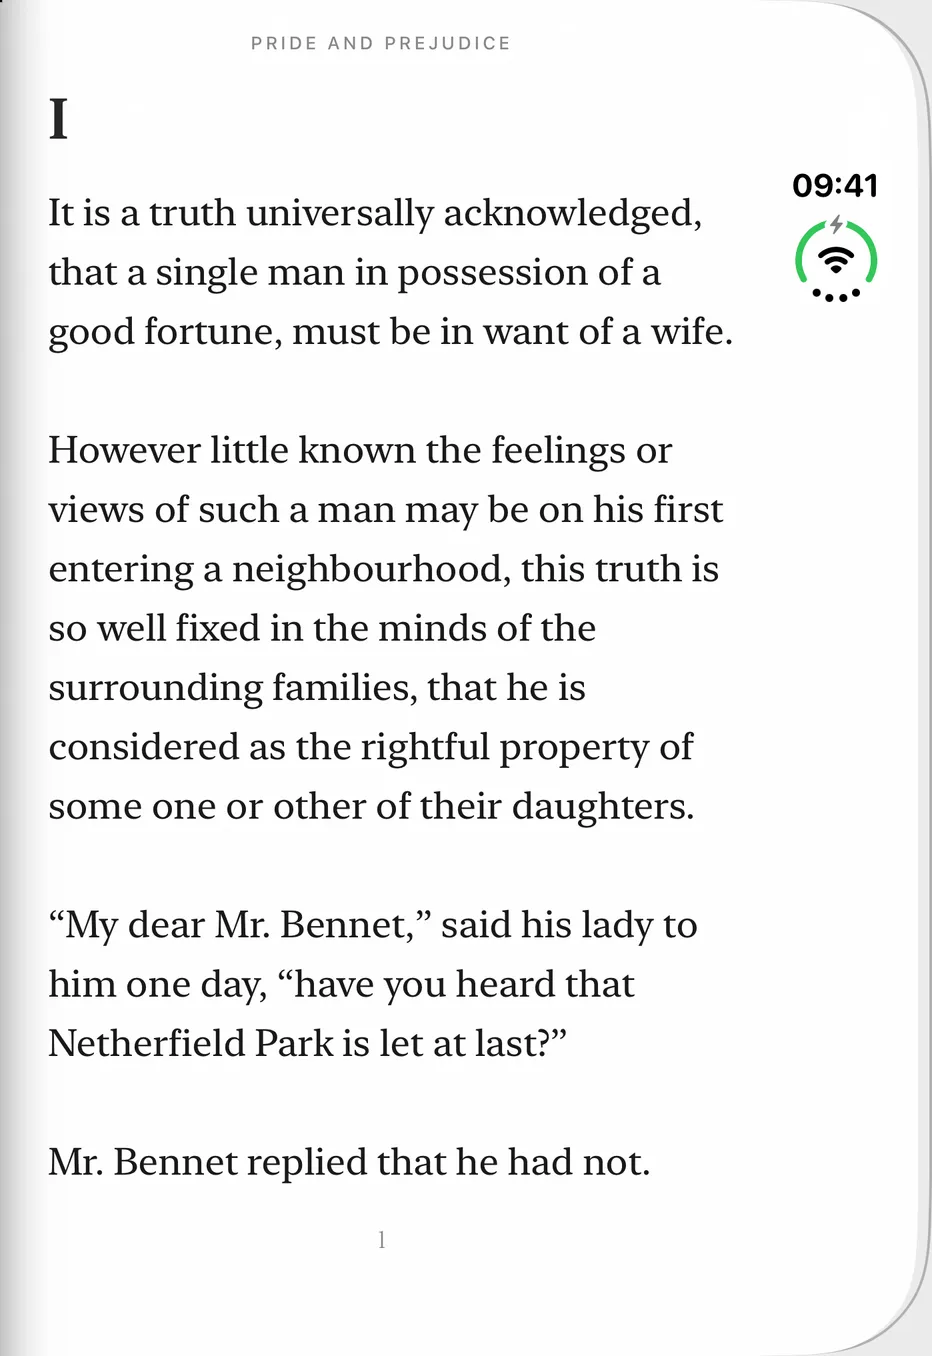 PRIDE AND PREJUDICE
I
09:41
It is a truth universally acknowledged,
that a single man in possession of a
good fortune, must be in want of a wife.
However little known the feelings or
views of such a man may be on his first
entering a neighbourhood, this truth is
so well fixed in the minds of the
surrounding families, that he is
considered as the rightful property of
some one or other of their daughters.
“My dear Mr. Bennet,” said his lady to
him one day, “have you heard that
Netherfield Park is let at last?”
Mr. Bennet replied that he had not.
1